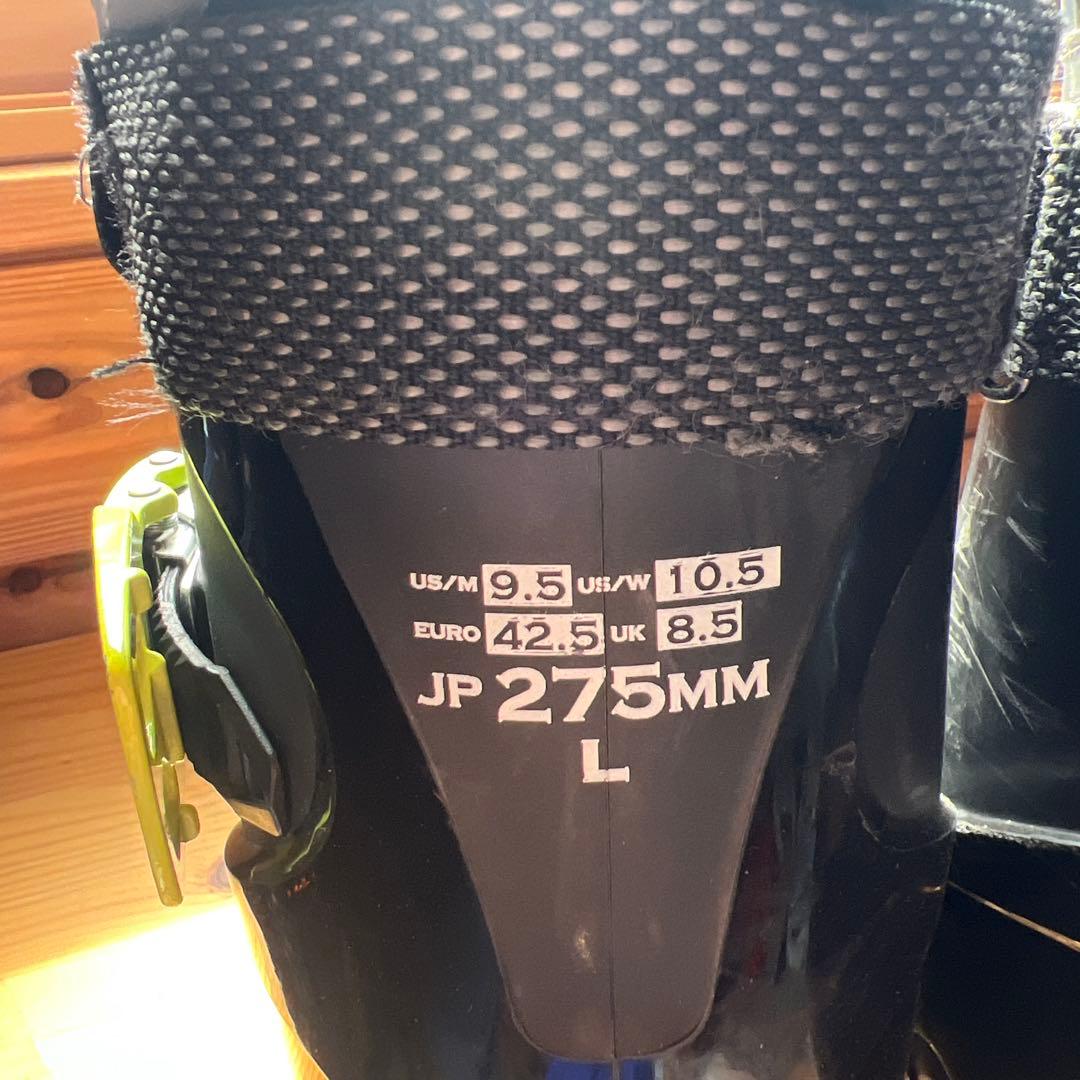 US/M 9.5 US/W 10.5
EURO 42.5 UK 8.5
JP 275MM
L